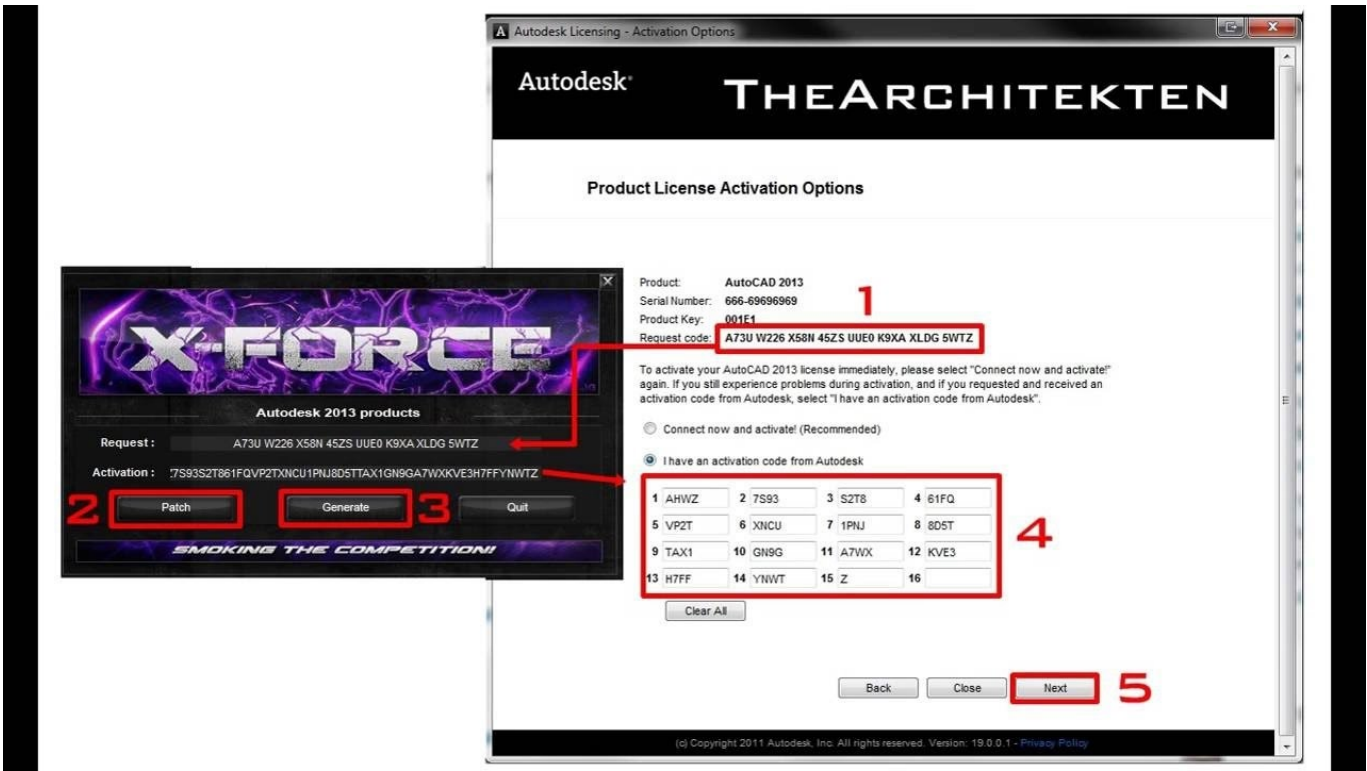 Autodesk Licensing - Activation Options
Autodesk
THEARCHITEKTEN
Product License Activation Options
Product: AutoCAD 2013
Serial Number: 666-69696969
Product Key: 001E1
Request code: A73U W226 X58N 45ZS UUE0 K9XA XLDG 5WTZ
1
To activate your AutoCAD 2013 license immediately, please select "Connect now and activate!"
again. If you still experience problems during activation, and if you requested and received an
activation code from Autodesk, select "I have an activation code from Autodesk".
Connect now and activate! (Recommended)
I have an activation code from Autodesk
1 AHWZ 2 7S93 3 S2T8 4 61FQ
5 VP2T 6 XNCU 7 1PNJ 8 8D5T
9 TAX1 10 GN9G 11 A7WX 12 KVE3
13 H7FF 14 YNWT 15 Z 16
4
Clear All
Back Close Next 5
(c) Copyright 2011 Autodesk, Inc. All rights reserved. Version: 19.0.0.1 - Privacy Policy
X-FORCE
Autodesk 2013 products
Request : A73U W226 X58N 45ZS UUE0 K9XA XLDG 5WTZ
Activation : 7S93S2T861FQVP2TXNCU1PNJ8D5TTAX1GN9GA7WXKVE3H7FFYNWTZ
2 Patch Generate 3 Quit
SMOKING THE COMPETITION!